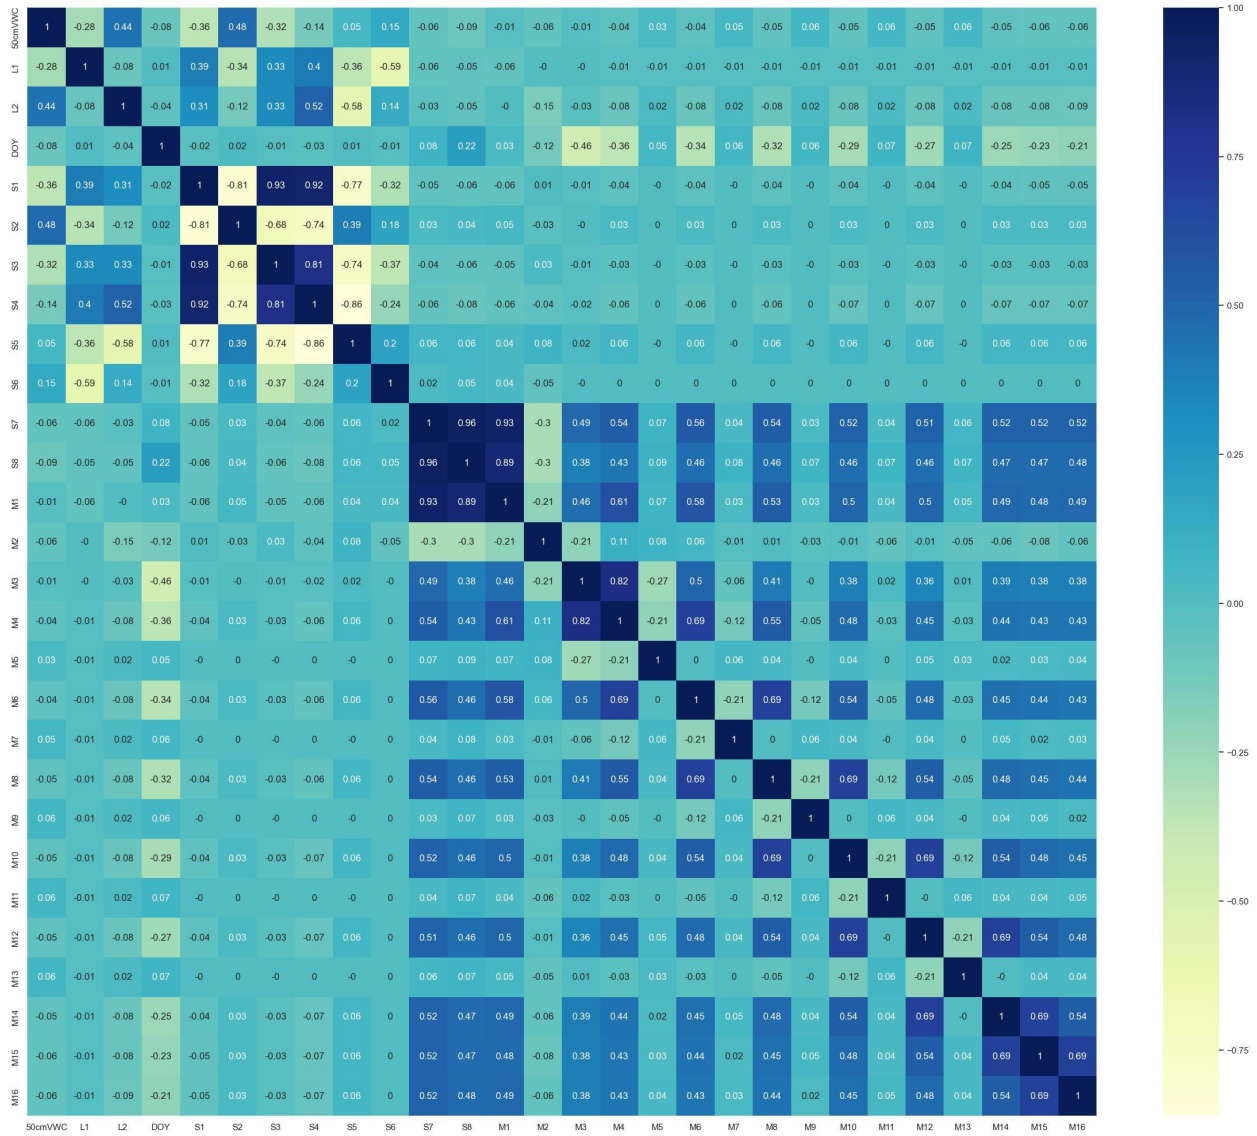 50cmVWC 1 -0.28 0.44 -0.08 -0.36 0.48 -0.32 -0.14 0.05 0.15 -0.06 -0.09 -0.01 -0.06 -0.01 -0.04 0.03 -0.04 0.05 -0.05 0.06 -0.05 0.06 -0.05 0.06 -0.05 -0.06 -0.06
L1 -0.28 1 -0.08 0.01 0.39 -0.34 0.33 0.4 -0.36 -0.59 -0.06 -0.05 -0.06 -0 -0 -0.01 -0.01 -0.01 -0.01 -0.01 -0.01 -0.01 -0.01 -0.01 -0.01 -0.01 -0.01 -0.01
L2 0.44 -0.08 1 -0.04 0.31 -0.12 0.33 0.52 -0.58 0.14 -0.03 -0.05 -0 -0.15 -0.03 -0.08 0.02 -0.08 0.02 -0.08 0.02 -0.08 0.02 -0.08 0.02 -0.08 -0.08 -0.09
DOY -0.08 0.01 -0.04 1 -0.02 0.02 -0.01 -0.03 0.01 -0.01 0.08 0.22 0.03 -0.12 -0.46 -0.36 0.05 -0.34 0.06 -0.32 0.06 -0.29 0.07 -0.27 0.07 -0.25 -0.23 -0.21
S1 -0.36 0.39 0.31 -0.02 1 -0.81 0.93 0.92 -0.77 -0.32 -0.05 -0.06 -0.06 0.01 -0.01 -0.04 -0 -0.04 -0 -0.04 -0 -0.04 -0 -0.04 -0 -0.04 -0.05 -0.05
S2 0.48 -0.34 -0.12 0.02 -0.81 1 -0.68 -0.74 0.39 0.18 0.03 0.04 0.05 -0.03 -0 0.03 0 0.03 0 0.03 0 0.03 0 0.03 0 0.03 0.03 0.03
S3 -0.32 0.33 0.33 -0.01 0.93 -0.68 1 0.81 -0.74 -0.37 -0.04 -0.06 -0.05 0.03 -0.01 -0.03 -0 -0.03 -0 -0.03 -0 -0.03 -0 -0.03 -0 -0.03 -0.03 -0.03
S4 -0.14 0.4 0.52 -0.03 0.92 -0.74 0.81 1 -0.86 -0.24 -0.06 -0.08 -0.06 -0.04 -0.02 -0.06 0 -0.06 0 -0.06 0 -0.07 0 -0.07 0 -0.07 -0.07 -0.07
S5 0.05 -0.36 -0.58 0.01 -0.77 0.39 -0.74 -0.86 1 0.2 0.06 0.06 0.04 0.08 0.02 0.06 -0 0.06 -0 0.06 -0 0.06 -0 0.06 -0 0.06 0.06 0.06
S6 0.15 -0.59 0.14 -0.01 -0.32 0.18 -0.37 -0.24 0.2 1 0.02 0.05 0.04 -0.05 -0 0 0 0 0 0 0 0 0 0 0 0 0 0
S7 -0.06 -0.06 -0.03 0.08 -0.05 0.03 -0.04 -0.06 0.06 0.02 1 0.96 0.93 -0.3 0.49 0.54 0.07 0.56 0.04 0.54 0.03 0.52 0.04 0.51 0.06 0.52 0.52 0.52
S8 -0.09 -0.05 -0.05 0.22 -0.06 0.04 -0.06 -0.08 0.06 0.05 0.96 1 0.89 -0.3 0.38 0.43 0.09 0.46 0.08 0.46 0.07 0.46 0.07 0.46 0.07 0.47 0.47 0.48
M1 -0.01 -0.06 -0 0.03 -0.06 0.05 -0.05 -0.06 0.04 0.04 0.93 0.89 1 -0.21 0.46 0.61 0.07 0.58 0.03 0.53 0.03 0.5 0.04 0.5 0.05 0.49 0.48 0.49
M2 -0.06 -0 -0.15 -0.12 0.01 -0.03 0.03 -0.04 0.08 -0.05 -0.3 -0.3 -0.21 1 -0.21 0.11 0.08 0.06 -0.01 0.01 -0.03 -0.01 -0.06 -0.01 -0.05 -0.06 -0.08 -0.06
M3 -0.01 -0 -0.03 -0.46 -0.01 -0 -0.01 -0.02 0.02 -0 0.49 0.38 0.46 -0.21 1 0.82 -0.27 0.5 -0.06 0.41 -0 0.38 0.02 0.36 0.01 0.39 0.38 0.38
M4 -0.04 -0.01 -0.08 -0.36 -0.04 0.03 -0.03 -0.06 0.06 0 0.54 0.43 0.61 0.11 0.82 1 -0.21 0.69 -0.12 0.55 -0.05 0.48 -0.03 0.45 -0.03 0.44 0.43 0.43
M5 0.03 -0.01 0.02 0.05 -0 0 -0 0 -0 0 0.07 0.09 0.07 0.08 -0.27 -0.21 1 0 0.06 0.04 -0 0.04 0 0.05 0.03 0.02 0.03 0.04
M6 -0.04 -0.01 -0.08 -0.34 -0.04 0.03 -0.03 -0.06 0.06 0 0.56 0.46 0.58 0.06 0.5 0.69 0 1 -0.21 0.69 -0.12 0.54 -0.05 0.48 -0.03 0.45 0.44 0.43
M7 0.05 -0.01 0.02 0.06 -0 0 -0 0 -0 0 0.04 0.08 0.03 -0.01 -0.06 -0.12 0.06 -0.21 1 0 0.06 0.04 -0 0.04 0 0.05 0.02 0.03
M8 -0.05 -0.01 -0.08 -0.32 -0.04 0.03 -0.03 -0.06 0.06 0 0.54 0.46 0.53 0.01 0.41 0.55 0.04 0.69 0 1 -0.21 0.69 -0.12 0.54 -0.05 0.48 0.45 0.44
M9 0.06 -0.01 0.02 0.06 -0 0 -0 0 -0 0 0.03 0.07 0.03 -0.03 -0 -0.05 -0 -0.12 0.06 -0.21 1 0 0.06 0.04 -0 0.04 0.05 0.02
M10 -0.05 -0.01 -0.08 -0.29 -0.04 0.03 -0.03 -0.07 0.06 0 0.52 0.46 0.5 -0.01 0.38 0.48 0.04 0.54 0.04 0.69 0 1 -0.21 0.69 -0.12 0.54 0.48 0.45
M11 0.06 -0.01 0.02 0.07 -0 0 -0 0 -0 0 0.04 0.07 0.04 -0.06 0.02 -0.03 0 -0.05 -0 -0.12 0.06 -0.21 1 -0 0.06 0.04 0.04 0.05
M12 -0.05 -0.01 -0.08 -0.27 -0.04 0.03 -0.03 -0.07 0.06 0 0.51 0.46 0.5 -0.01 0.36 0.45 0.05 0.48 0.04 0.54 0.04 0.69 -0 1 -0.21 0.69 0.54 0.48
M13 0.06 -0.01 0.02 0.07 -0 0 -0 0 -0 0 0.06 0.07 0.05 -0.05 0.01 -0.03 0.03 -0.03 0 -0.05 -0 -0.12 0.06 -0.21 1 -0 0.04 0.04
M14 -0.05 -0.01 -0.08 -0.25 -0.04 0.03 -0.03 -0.07 0.06 0 0.52 0.47 0.49 -0.06 0.39 0.44 0.02 0.45 0.05 0.48 0.04 0.54 0.04 0.69 -0 1 0.69 0.54
M15 -0.06 -0.01 -0.08 -0.23 -0.05 0.03 -0.03 -0.07 0.06 0 0.52 0.47 0.48 -0.08 0.38 0.43 0.03 0.44 0.02 0.45 0.05 0.48 0.04 0.54 0.04 0.69 1 0.69
M16 -0.06 -0.01 -0.09 -0.21 -0.05 0.03 -0.03 -0.07 0.06 0 0.52 0.48 0.49 -0.06 0.38 0.43 0.04 0.43 0.03 0.44 0.02 0.45 0.05 0.48 0.04 0.54 0.69 1
50cmVWC L1 L2 DOY S1 S2 S3 S4 S5 S6 S7 S8 M1 M2 M3 M4 M5 M6 M7 M8 M9 M10 M11 M12 M13 M14 M15 M16
1.00
0.75
0.50
0.25
0.00
-0.25
-0.50
-0.75